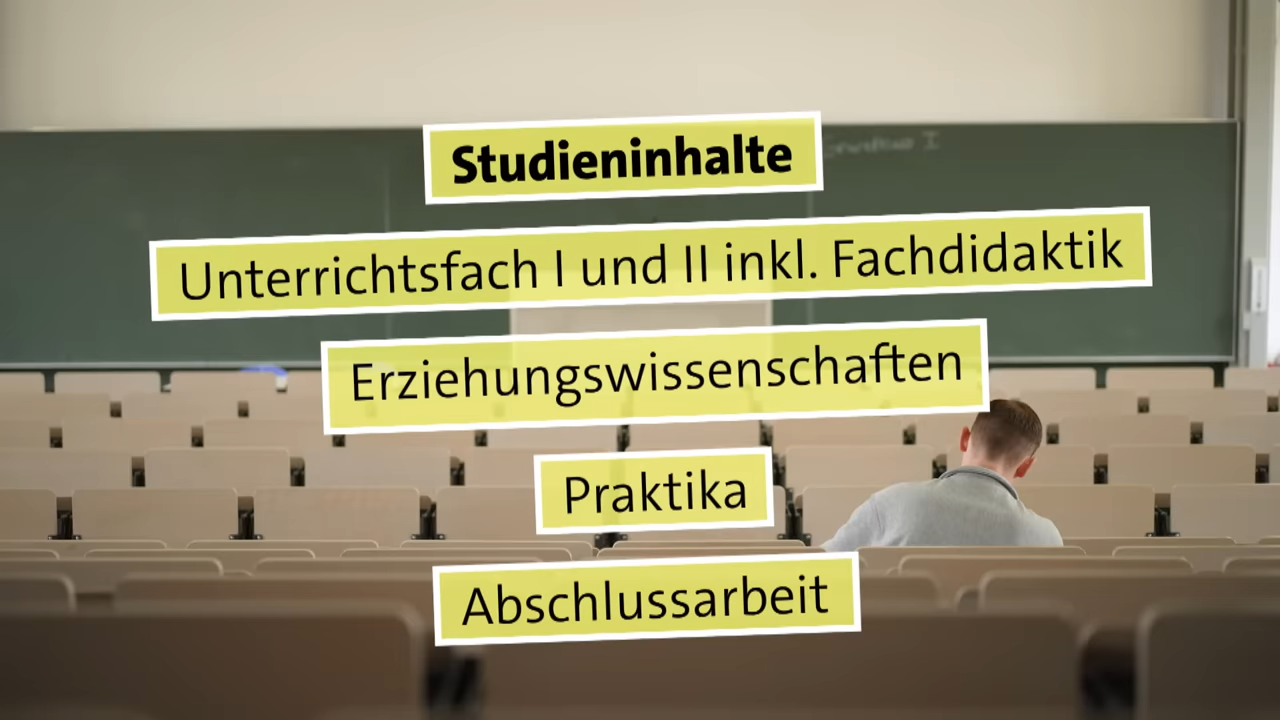 Studieninhalte
Unterrichtsfach I und II inkl. Fachdidaktik
Erziehungswissenschaften
Praktika
Abschlussarbeit